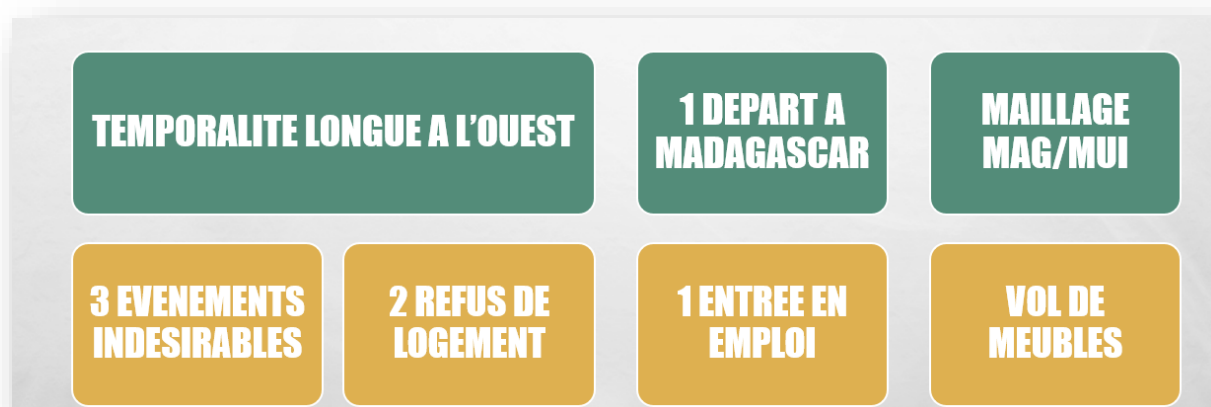 TEMPORALITE LONGUE A L’OUEST
1 DEPART A
MADAGASCAR
MAILLAGE
MAG/MUI
3 EVENEMENTS
INDESIRABLES
2 REFUS DE
LOGEMENT
1 ENTREE EN
EMPLOI
VOL DE
MEUBLES